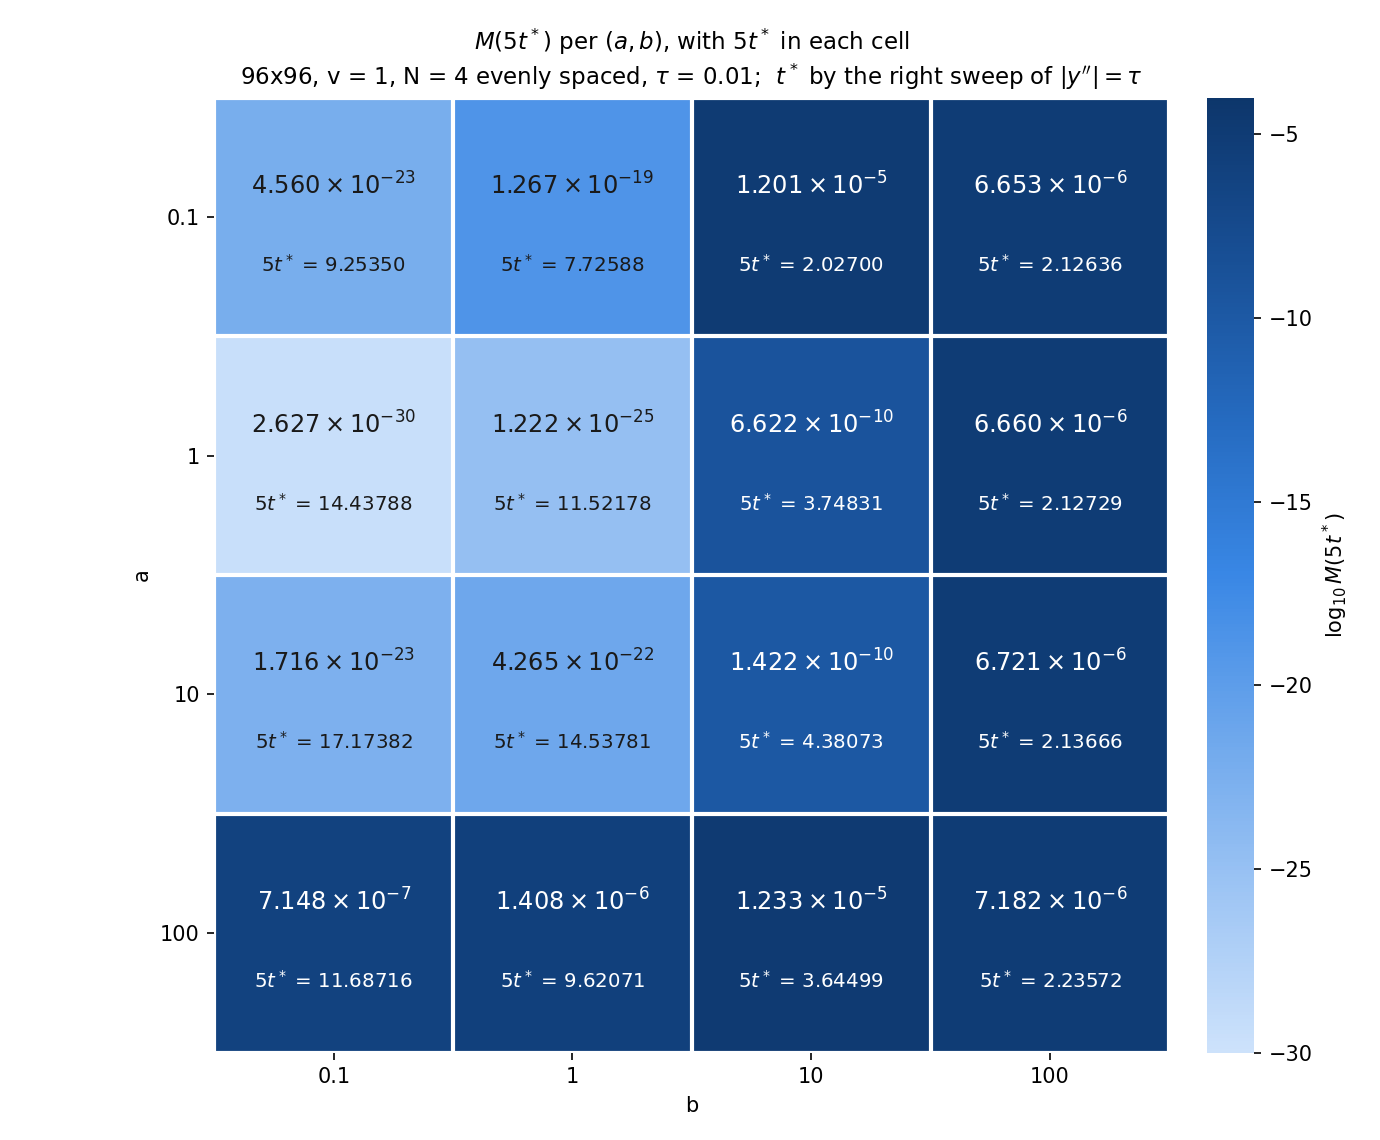 M(5t*) per (a, b), with 5t* in each cell
96x96, v = 1, N = 4 evenly spaced, τ = 0.01; t* by the right sweep of |y′′| = τ
0.1
4.560 × 10⁻²³
1.267 × 10⁻¹⁹
1.201 × 10⁻⁵
6.653 × 10⁻⁶
5t* = 9.25350
5t* = 7.72588
5t* = 2.02700
5t* = 2.12636
1
2.627 × 10⁻³⁰
1.222 × 10⁻²⁵
6.622 × 10⁻¹⁰
6.660 × 10⁻⁶
5t* = 14.43788
5t* = 11.52178
5t* = 3.74831
5t* = 2.12729
a
10
1.716 × 10⁻²³
4.265 × 10⁻²²
1.422 × 10⁻¹⁰
6.721 × 10⁻⁶
5t* = 17.17382
5t* = 14.53781
5t* = 4.38073
5t* = 2.13666
100
7.148 × 10⁻⁷
1.408 × 10⁻⁶
1.233 × 10⁻⁵
7.182 × 10⁻⁶
5t* = 11.68716
5t* = 9.62071
5t* = 3.64499
5t* = 2.23572
0.1
1
10
100
b
−5
−10
−15
−20
−25
−30
log₁₀ M(5t*)